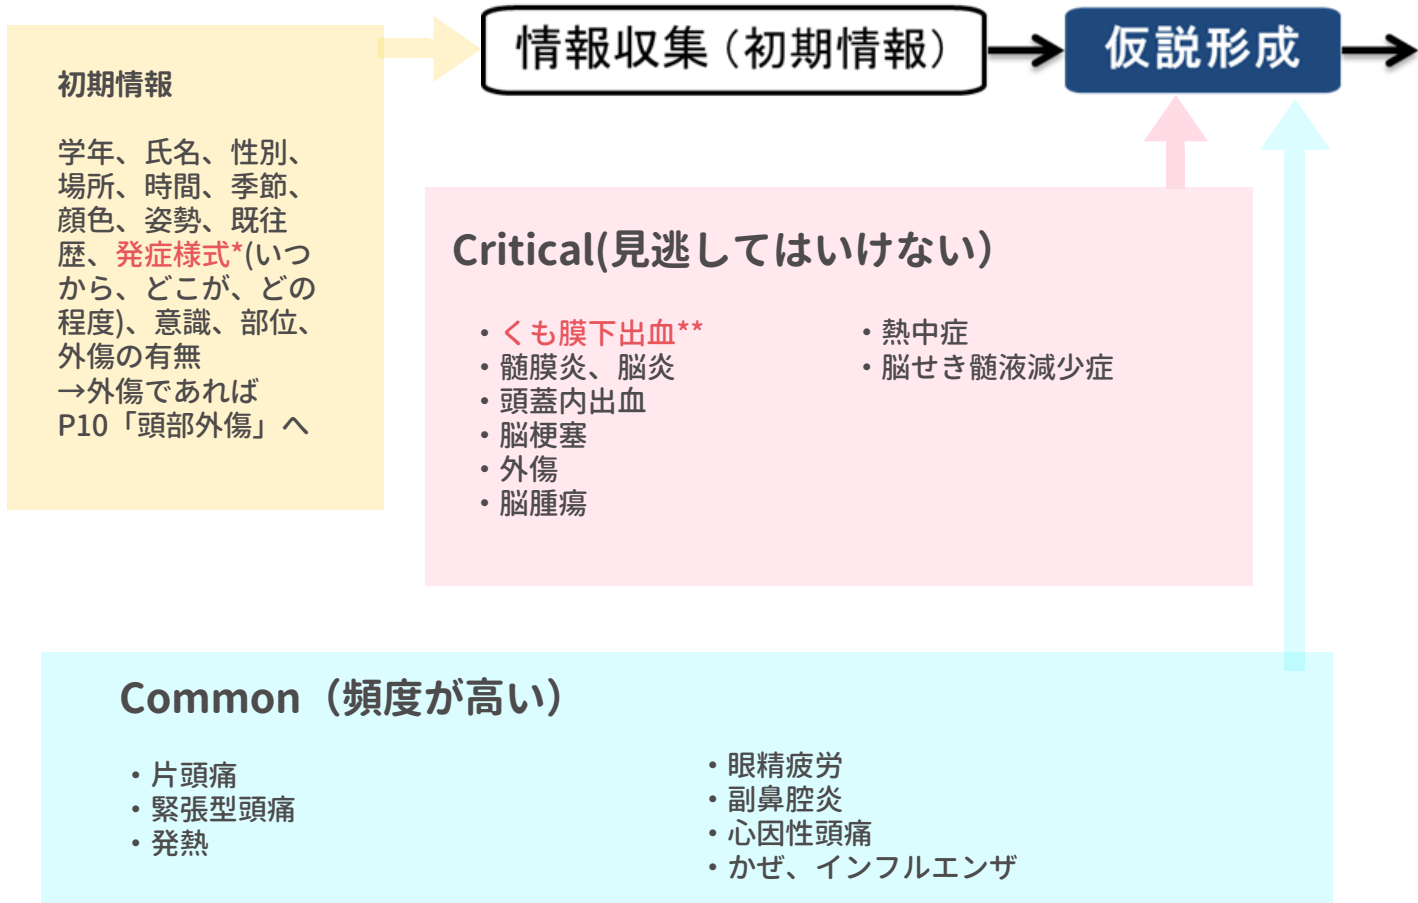 情報収集（初期情報）
仮説形成
初期情報
学年、氏名、性別、
場所、時間、季節、
顔色、姿勢、既往
歴、発症様式*(いつ
から、どこが、どの
程度)、意識、部位、
外傷の有無
→外傷であれば
P10「頭部外傷」へ
Critical(見逃してはいけない）
・くも膜下出血**
・髄膜炎、脳炎
・頭蓋内出血
・脳梗塞
・外傷
・脳腫瘍
・熱中症
・脳せき髄液減少症
Common（頻度が高い）
・片頭痛
・緊張型頭痛
・発熱
・眼精疲労
・副鼻腔炎
・心因性頭痛
・かぜ、インフルエンザ